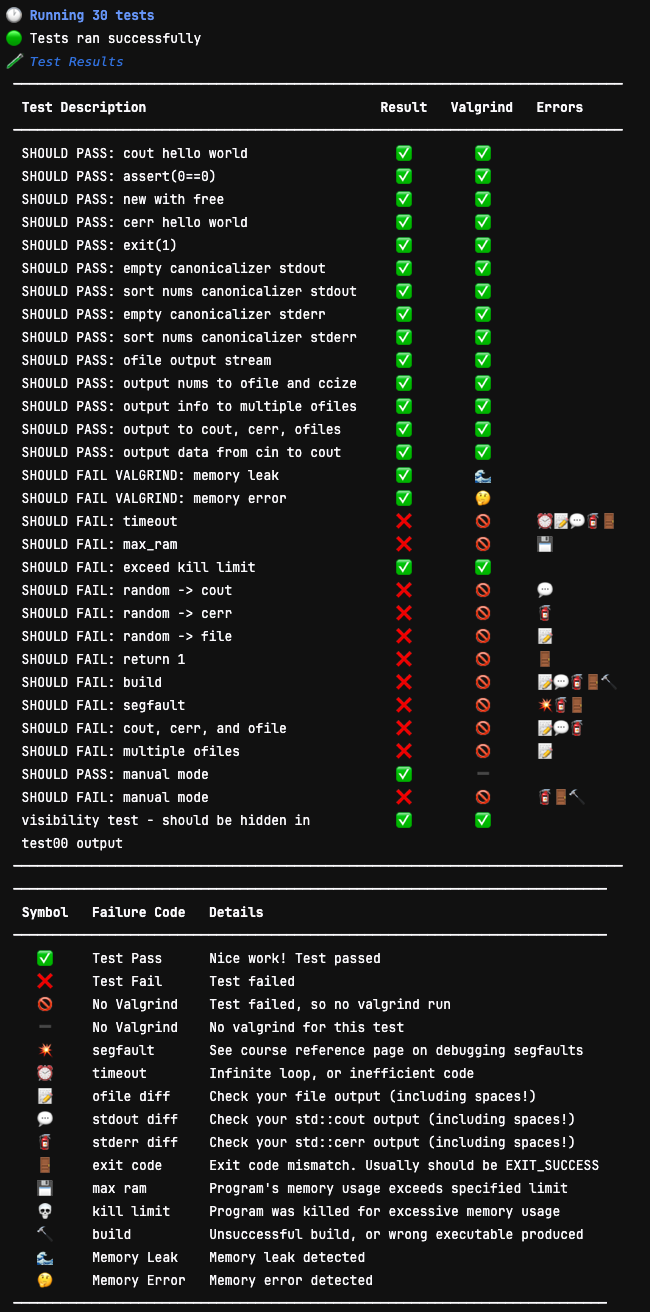 🕛 Running 30 tests
🟢 Tests ran successfully
🧪 Test Results
Test Description Result Valgrind Errors
SHOULD PASS: cout hello world ✅ ✅
SHOULD PASS: assert(0==0) ✅ ✅
SHOULD PASS: new with free ✅ ✅
SHOULD PASS: cerr hello world ✅ ✅
SHOULD PASS: exit(1) ✅ ✅
SHOULD PASS: empty canonicalizer stdout ✅ ✅
SHOULD PASS: sort nums canonicalizer stdout ✅ ✅
SHOULD PASS: empty canonicalizer stderr ✅ ✅
SHOULD PASS: sort nums canonicalizer stderr ✅ ✅
SHOULD PASS: ofile output stream ✅ ✅
SHOULD PASS: output nums to ofile and ccize ✅ ✅
SHOULD PASS: output info to multiple ofiles ✅ ✅
SHOULD PASS: output to cout, cerr, ofiles ✅ ✅
SHOULD PASS: output data from cin to cout ✅ ✅
SHOULD FAIL VALGRIND: memory leak ✅ 🌊
SHOULD FAIL VALGRIND: memory error ✅ 🤔
SHOULD FAIL: timeout ❌ 🚫 ⏰📝💬🧯🚪
SHOULD FAIL: max_ram ❌ 🚫 💾
SHOULD FAIL: exceed kill limit ✅ ✅
SHOULD FAIL: random -> cout ❌ 🚫 💬
SHOULD FAIL: random -> cerr ❌ 🚫 🧯
SHOULD FAIL: random -> file ❌ 🚫 📝
SHOULD FAIL: return 1 ❌ 🚫 🚪
SHOULD FAIL: build ❌ 🚫 📝💬🧯🚪🔨
SHOULD FAIL: segfault ❌ 🚫 💥🧯🚪
SHOULD FAIL: cout, cerr, and ofile ❌ 🚫 📝💬🧯
SHOULD FAIL: multiple ofiles ❌ 🚫 📝
SHOULD PASS: manual mode ✅ ➖
SHOULD FAIL: manual mode ❌ 🚫 🧯🚪🔨
visibility test - should be hidden in ✅ ✅
test00 output
Symbol Failure Code Details
✅ Test Pass Nice work! Test passed
❌ Test Fail Test failed
🚫 No Valgrind Test failed, so no valgrind run
➖ No Valgrind No valgrind for this test
💥 segfault See course reference page on debugging segfaults
⏰ timeout Infinite loop, or inefficient code
📝 ofile diff Check your file output (including spaces!)
💬 stdout diff Check your std::cout output (including spaces!)
🧯 stderr diff Check your std::cerr output (including spaces!)
🚪 exit code Exit code mismatch. Usually should be EXIT_SUCCESS
💾 max ram Program's memory usage exceeds specified limit
💀 kill limit Program was killed for excessive memory usage
🔨 build Unsuccessful build, or wrong executable produced
🌊 Memory Leak Memory leak detected
🤔 Memory Error Memory error detected